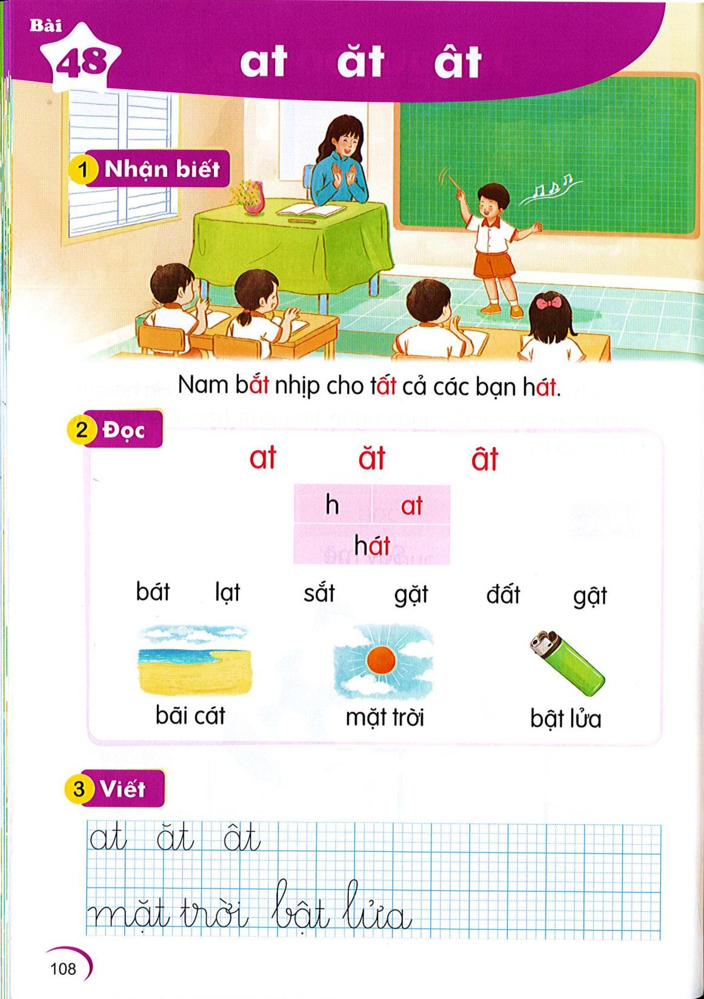 Bài
48
at ăt ât
1 Nhận biết
Nam bắt nhịp cho tất cả các bạn hát.
2 Đọc
at ăt ât
h at
hát
bát lạt sắt gặt đất gật
bãi cát mặt trời bật lửa
3 Viết
at ăt ât
mặt trời bật lửa
108